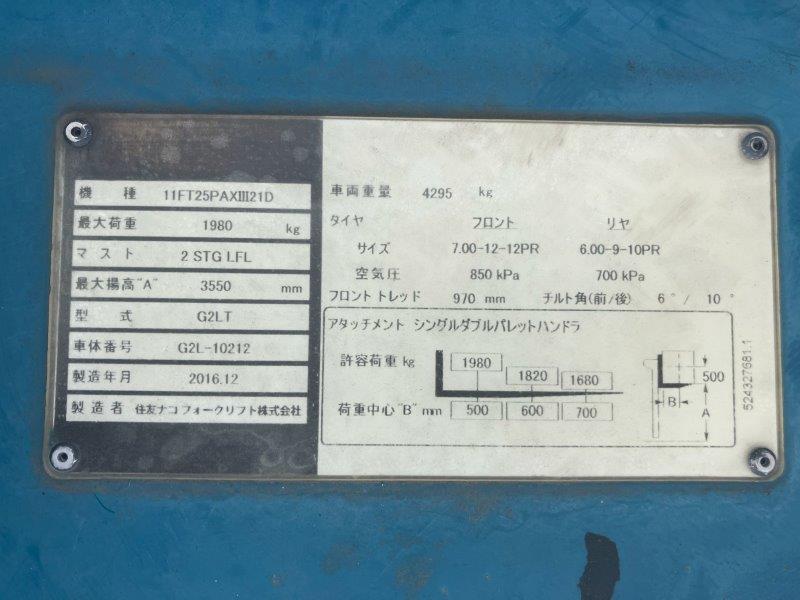 機 種 11FT25PAXIII21D
最大荷重 1980 kg
マスト 2 STG LFL
最大揚高"A" 3550 mm
型 式 G2LT
車体番号 G2L-10212
製造年月 2016.12
製造者 住友ナコ フォークリフト株式会社
車両重量 4295 kg
タイヤ フロント リヤ
サイズ 7.00-12-12PR 6.00-9-10PR
空気圧 850 kPa 700 kPa
フロント トレッド 970 mm チルト角(前/後) 6 ° / 10 °
アタッチメント シングルダブルパレットハンドラ
許容荷重 kg 1980 1820 1680
荷重中心"B" mm 500 600 700
500
B
A
524327681.1